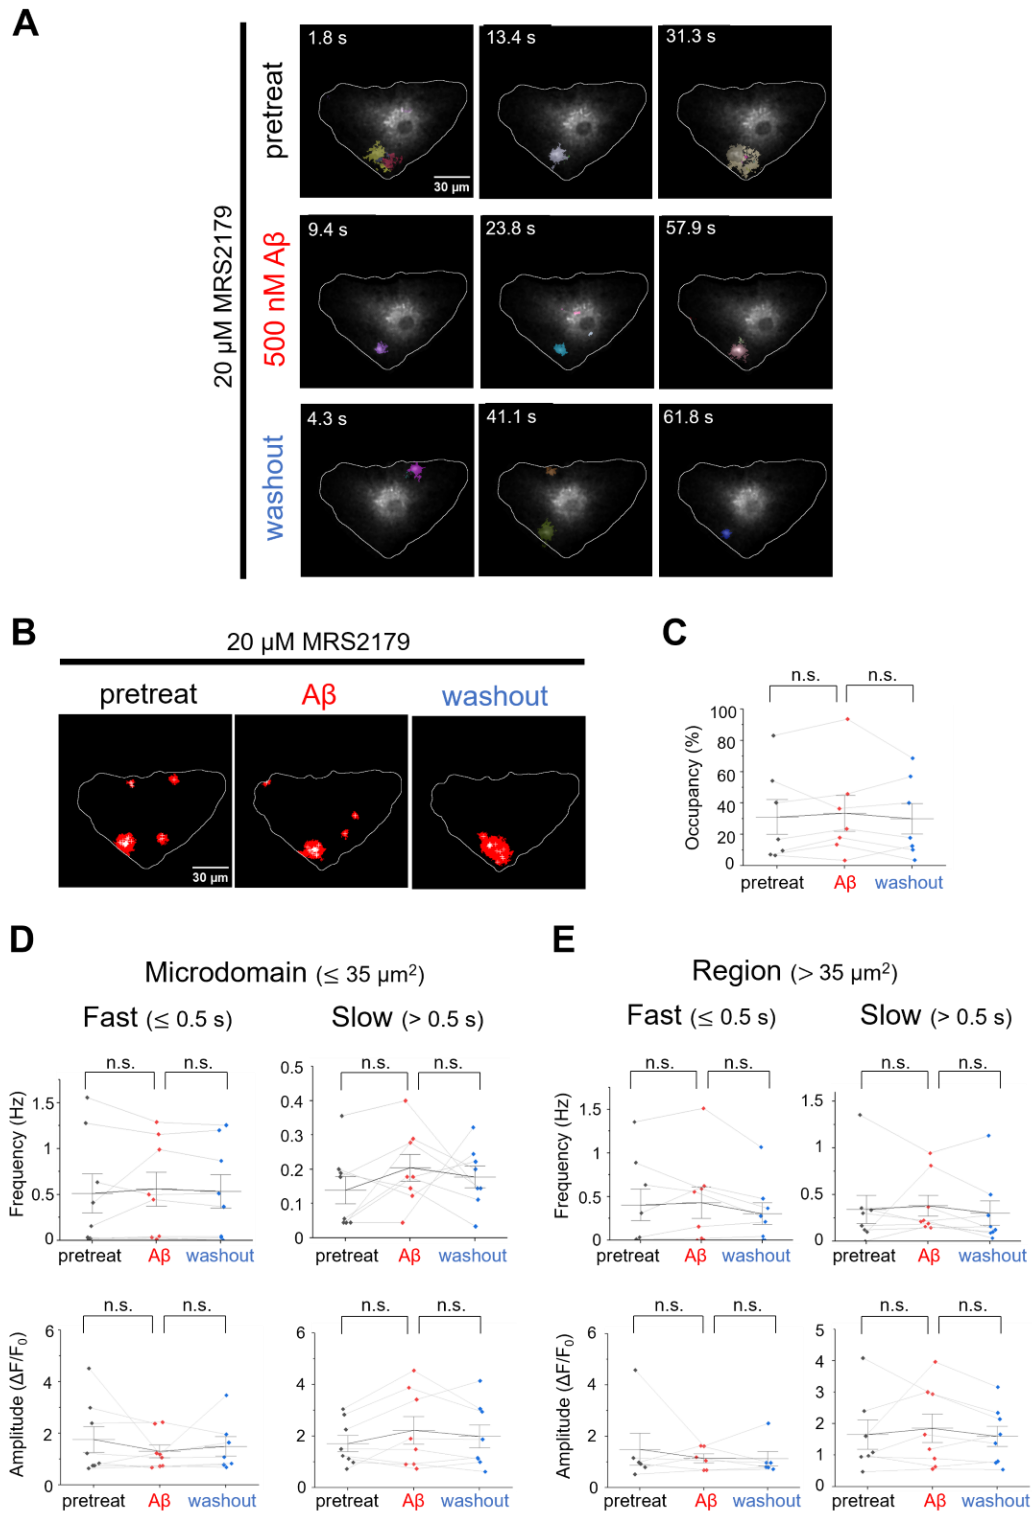 A
20 µM MRS2179
pretreat
1.8 s
13.4 s
31.3 s
30 µm
500 nM Aβ
9.4 s
23.8 s
57.9 s
washout
4.3 s
41.1 s
61.8 s
B
20 µM MRS2179
pretreat
Aβ
washout
30 µm
C
n.s.
n.s.
Occupancy (%)
100
80
60
40
20
0
pretreat
Aβ
washout
D
Microdomain (≤ 35 µm²)
Fast (≤ 0.5 s)
Slow (> 0.5 s)
n.s.
n.s.
Frequency (Hz)
1.5
1
0.5
0
pretreat
Aβ
washout
n.s.
n.s.
0.5
0.4
0.3
0.2
0.1
0
pretreat
Aβ
washout
n.s.
n.s.
Amplitude (ΔF/F₀)
6
4
2
0
pretreat
Aβ
washout
n.s.
n.s.
6
4
2
0
pretreat
Aβ
washout
E
Region (> 35 µm²)
Fast (≤ 0.5 s)
Slow (> 0.5 s)
n.s.
n.s.
Frequency (Hz)
1.5
1
0.5
0
pretreat
Aβ
washout
n.s.
n.s.
1.5
1
0.5
0
pretreat
Aβ
washout
n.s.
n.s.
Amplitude (ΔF/F₀)
6
4
2
0
pretreat
Aβ
washout
n.s.
n.s.
5
4
3
2
1
0
pretreat
Aβ
washout